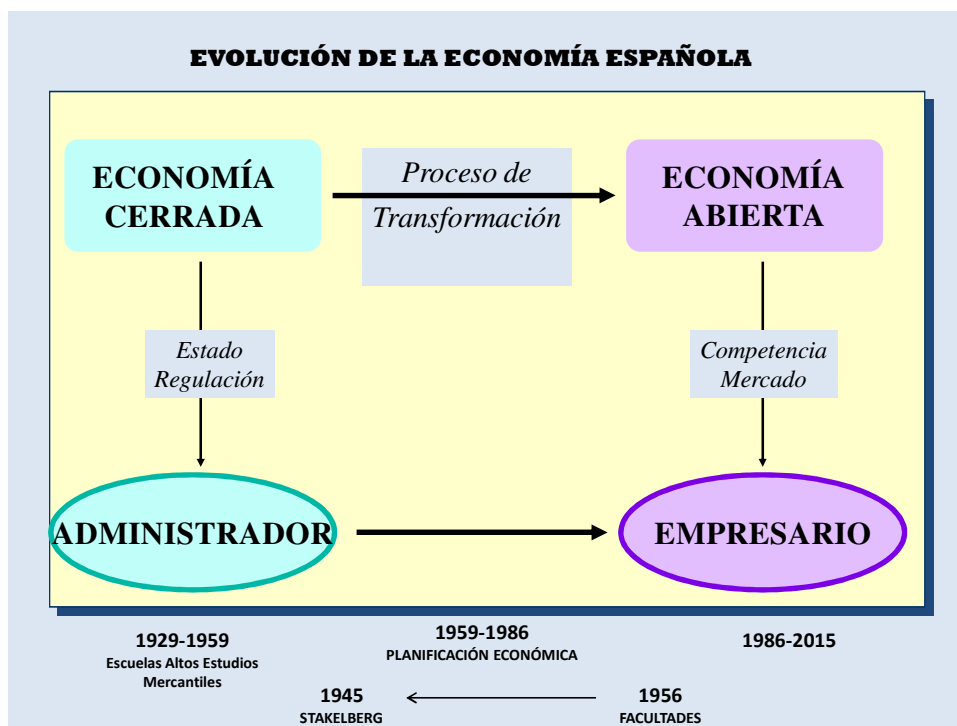 EVOLUCIÓN DE LA ECONOMÍA ESPAÑOLA
ECONOMÍA
CERRADA
Proceso de
Transformación
ECONOMÍA
ABIERTA
Estado
Regulación
Competencia
Mercado
ADMINISTRADOR
EMPRESARIO
1929-1959
Escuelas Altos Estudios
Mercantiles
1959-1986
PLANIFICACIÓN ECONÓMICA
1986-2015
1945
STAKELBERG
1956
FACULTADES